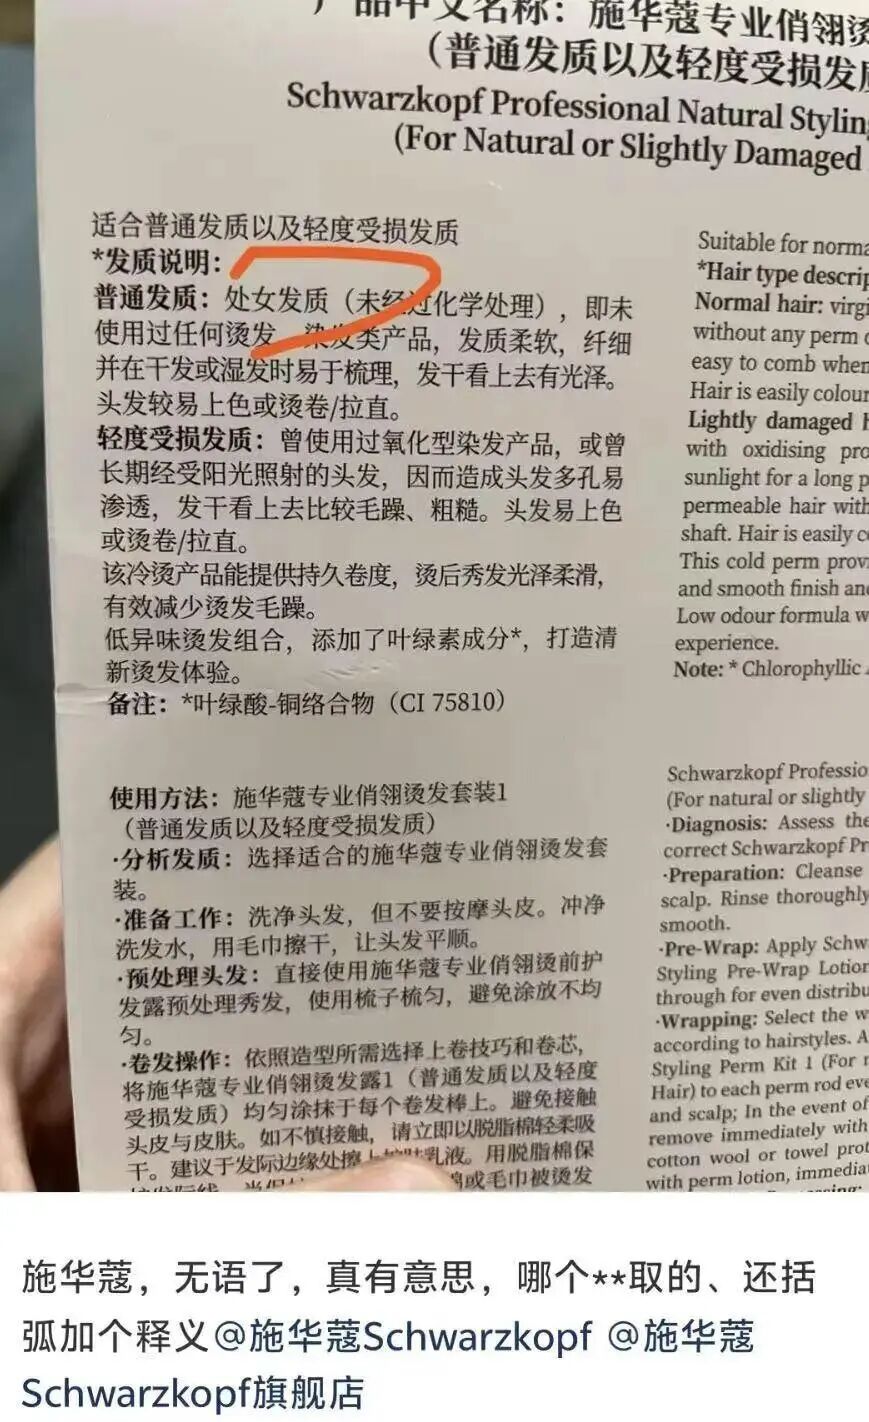 产品中文名称：施华蔻专业俏翎烫
（普通发质以及轻度受损发质
Schwarzkopf Professional Natural Styling
(For Natural or Slightly Damaged
适合普通发质以及轻度受损发质
*发质说明：
普通发质：处女发质（未经过化学处理），即未
使用过任何烫发、染发类产品，发质柔软，纤细
并在干发或湿发时易于梳理，发干看上去有光泽。
头发较易上色或烫卷/拉直。
轻度受损发质：曾使用过氧化型染发产品，或曾
长期经受阳光照射的头发，因而造成头发多孔易
渗透，发干看上去比较毛躁、粗糙。头发易上色
或烫卷/拉直。
该冷烫产品能提供持久卷度，烫后秀发光泽柔滑，
有效减少烫发毛躁。
低异味烫发组合，添加了叶绿素成分*，打造清
新烫发体验。
备注：*叶绿酸-铜络合物（CI 75810）
使用方法：施华蔻专业俏翎烫发套装1
（普通发质以及轻度受损发质）
·分析发质：选择适合的施华蔻专业俏翎烫发套
装。
·准备工作：洗净头发，但不要按摩头皮。冲净
洗发水，用毛巾擦干，让头发平顺。
·预处理头发：直接使用施华蔻专业俏翎烫前护
发露预处理秀发，使用梳子梳匀，避免涂放不均
匀。
·卷发操作：依照造型所需选择上卷技巧和卷芯，
将施华蔻专业俏翎烫发露1（普通发质以及轻度
受损发质）均匀涂抹于每个卷发棒上。避免接触
头皮与皮肤。如不慎接触，请立即以脱脂棉轻柔吸
干。建议于发际边缘处擦上护肤乳液。用脱脂棉保
或毛巾被烫发
Suitable for norma
*Hair type descrip
Normal hair: virgi
without any perm o
easy to comb when
Hair is easily colour
Lightly damaged h
with oxidising pro
sunlight for a long p
permeable hair with
shaft. Hair is easily co
This cold perm prov
and smooth finish and
Low odour formula w
experience.
Note: * Chlorophyllic
Schwarzkopf Professio
(For natural or slightly
·Diagnosis: Assess the
correct Schwarzkopf Pr
·Preparation: Cleanse
scalp. Rinse thoroughly
smooth.
·Pre-Wrap: Apply Schw
Styling Pre-Wrap Lotion
through for even distribu
·Wrapping: Select the w
according to hairstyles. A
Styling Perm Kit 1 (For n
Hair) to each perm rod eve
and scalp; In the event of
remove immediately with
cotton wool or towel prot
with perm lotion, immedia
施华蔻，无语了，真有意思，哪个**取的、还括
弧加个释义@施华蔻Schwarzkopf @施华蔻
Schwarzkopf旗舰店